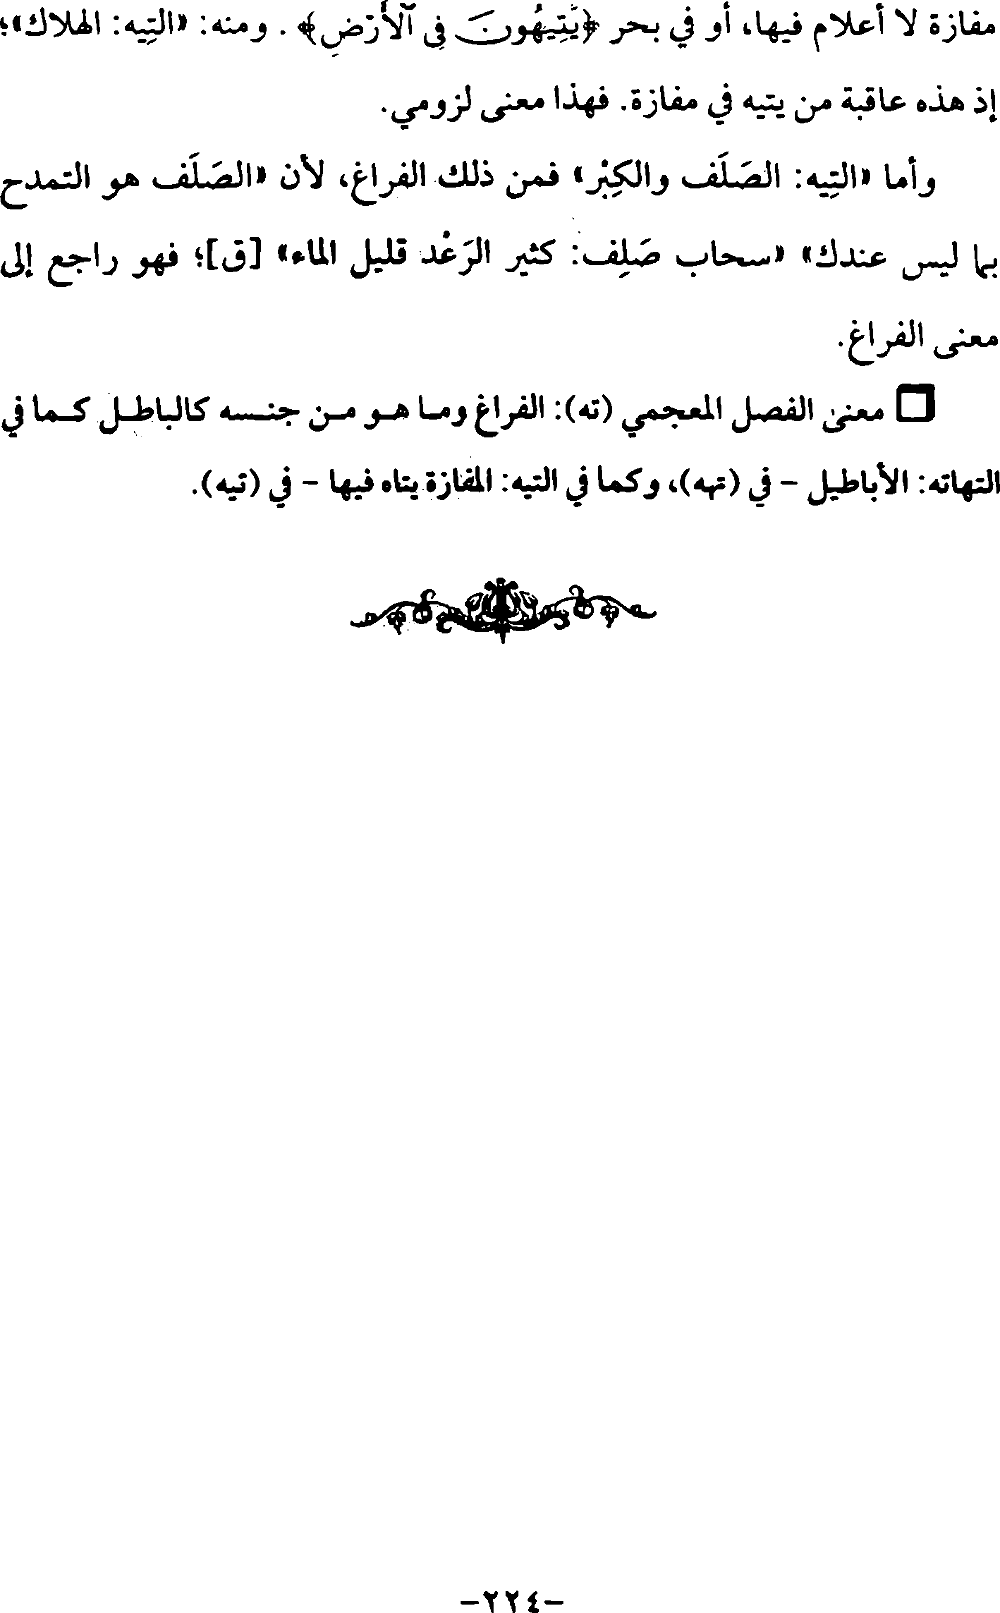 مفازة لا أعلام فيها، أو في بحر ﴿يَتِيهُونَ فِي ٱلْأَرْضِ﴾ . ومنه: «التِيه: الهلاك»؛
إذ هذه عاقبة من يتيه في مفازة. فهذا معنى لزومي.
وأما «التِيه: الصَلَف والكِبْر» فمن ذلك الفراغ، لأن «الصَلَف هو التمدح
بما ليس عندك» «سحاب صَلِف: كثير الرَعْد قليل الماء» [ق]؛ فهو راجع إلى
معنى الفراغ.
□ معنى الفصل المعجمي (ته): الفراغ وما هو من جنسه كالباطل كما في
التهاته: الأباطيل - في (تهه)، وكما في التيه: المفازة يتاه فيها - في (تيه).
-٢٢٤-